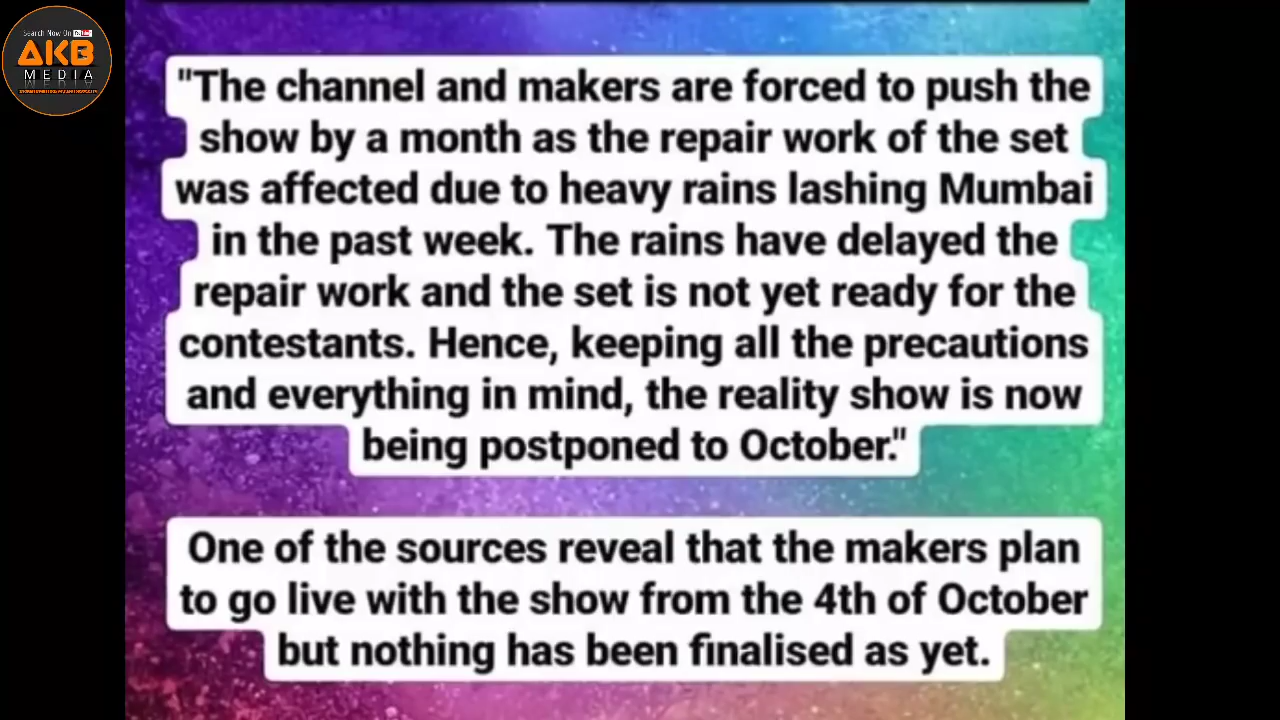 Search Now On
AKB
MEDIA
"The channel and makers are forced to push the
show by a month as the repair work of the set
was affected due to heavy rains lashing Mumbai
in the past week. The rains have delayed the
repair work and the set is not yet ready for the
contestants. Hence, keeping all the precautions
and everything in mind, the reality show is now
being postponed to October."
One of the sources reveal that the makers plan
to go live with the show from the 4th of October
but nothing has been finalised as yet.